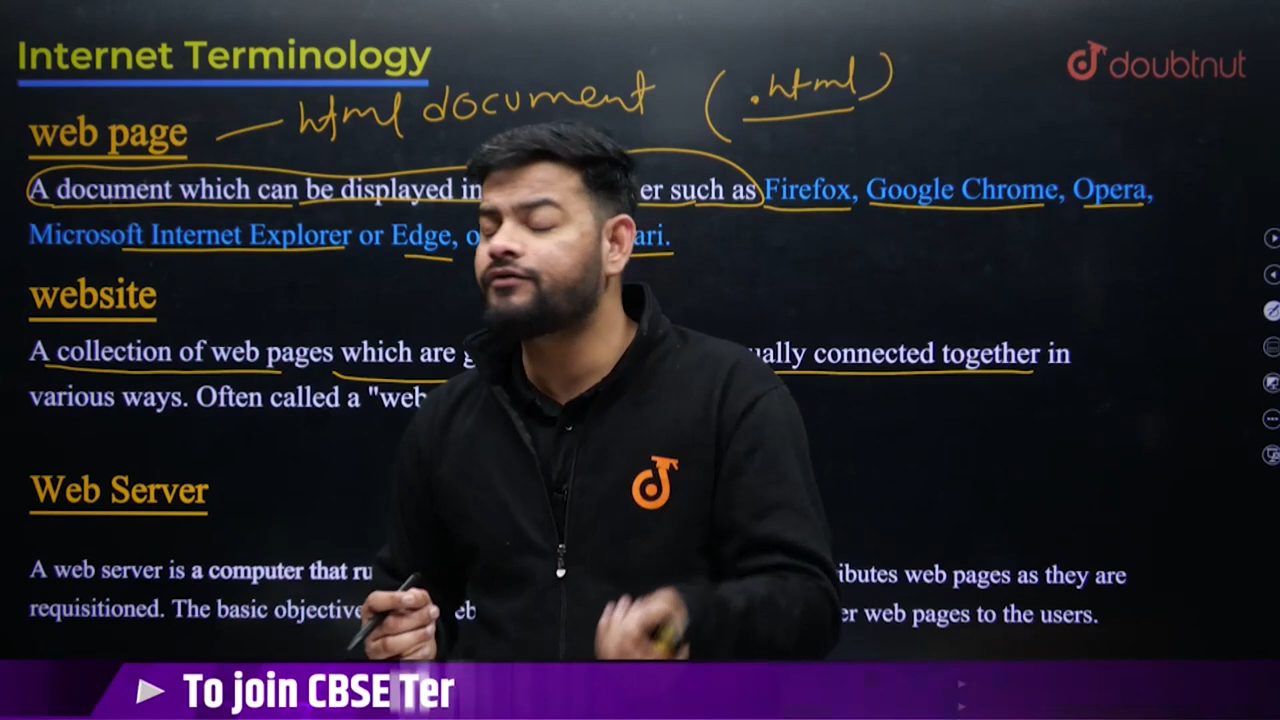 Internet Terminology
doubtnut
html document (.html)
web page
A document which can be displayed in er such as Firefox, Google Chrome, Opera,
Microsoft Internet Explorer or Edge, o ari.
website
A collection of web pages which are g ually connected together in
various ways. Often called a "web
Web Server
A web server is a computer that ru ibutes web pages as they are
requisitioned. The basic objective eb er web pages to the users.
To join CBSE Ter